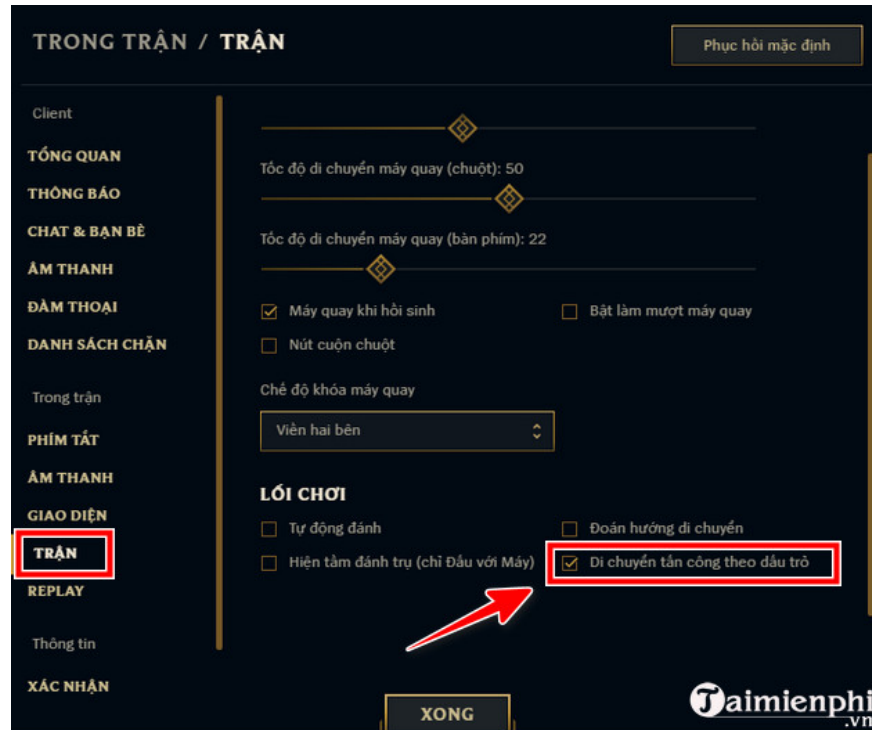 TRONG TRẬN / TRẬN
Phục hồi mặc định
Client
TỔNG QUAN
THÔNG BÁO
CHAT & BẠN BÈ
ÂM THANH
ĐÀM THOẠI
DANH SÁCH CHẶN
Trong trận
PHÍM TẮT
ÂM THANH
GIAO DIỆN
TRẬN
REPLAY
Thông tin
XÁC NHẬN
Tốc độ di chuyển máy quay (chuột): 50
Tốc độ di chuyển máy quay (bàn phím): 22
Máy quay khi hồi sinh
Bật làm mượt máy quay
Nút cuộn chuột
Chế độ khóa máy quay
Viền hai bên
LỐI CHƠI
Tự động đánh
Đoán hướng di chuyển
Hiện tầm đánh trụ (chỉ Đấu với Máy)
Di chuyển tấn công theo dấu trỏ
XONG
Taimienphi
.vn